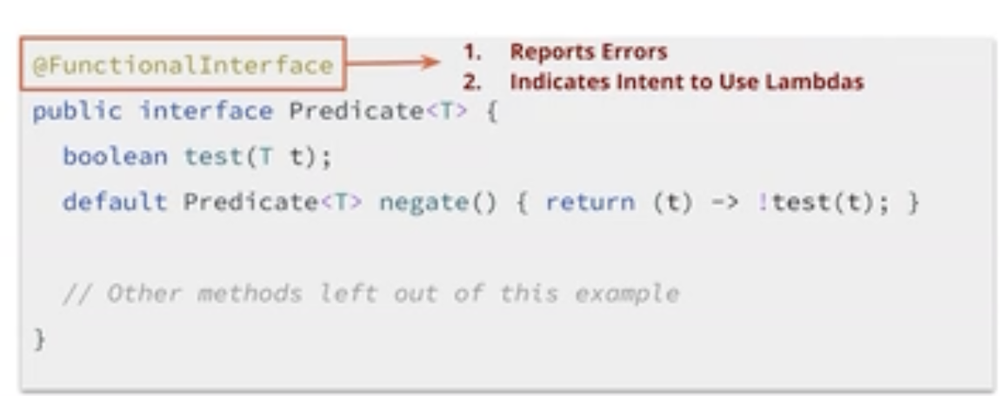 @FunctionalInterface
1. Reports Errors
2. Indicates Intent to Use Lambdas
public interface Predicate<T> {
boolean test(T t);
default Predicate<T> negate() { return (t) -> !test(t); }
// Other methods left out of this example
}